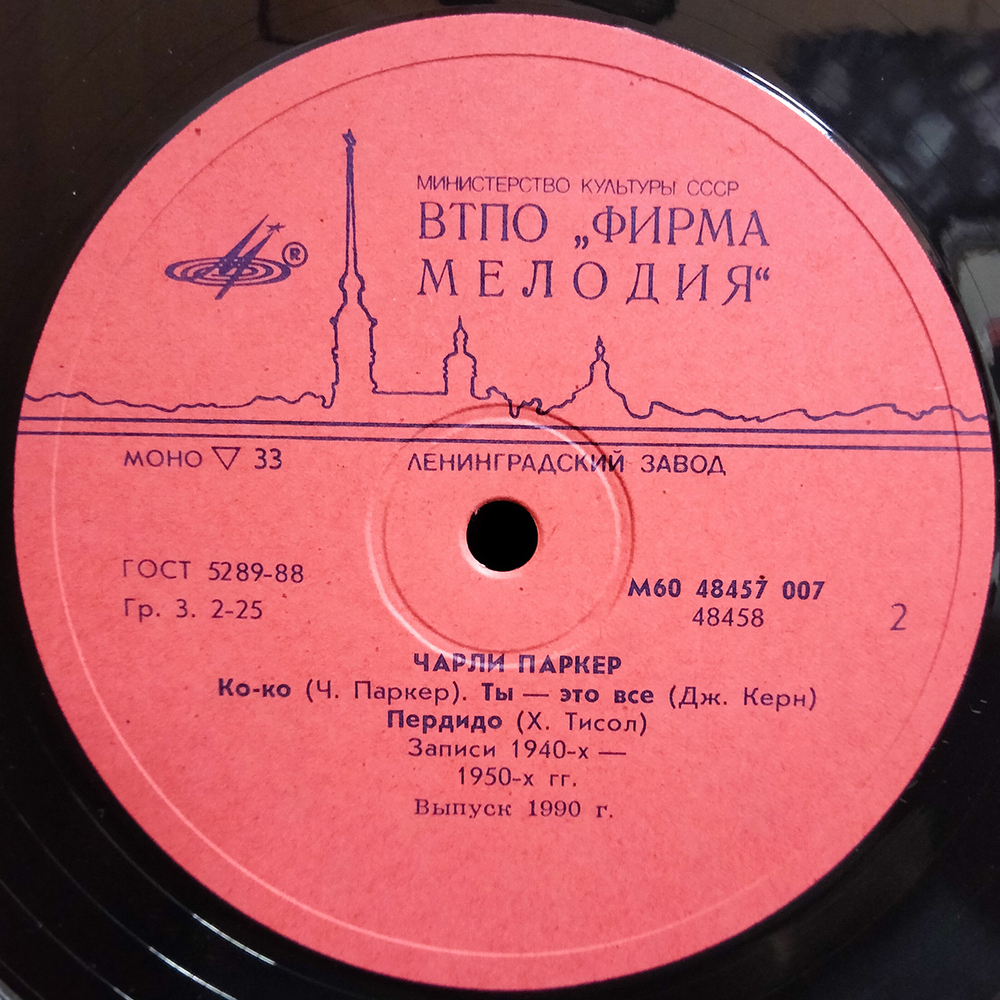 МИНИСТЕРСТВО КУЛЬТУРЫ СССР
ВТПО „ФИРМА
МЕЛОДИЯ“
®
МОНО ▽ 33
ЛЕНИНГРАДСКИЙ ЗАВОД
ГОСТ 5289-88
Гр. 3. 2-25
М60 48457 007
48458
2
ЧАРЛИ ПАРКЕР
Ко-ко (Ч. Паркер). Ты — это все (Дж. Керн)
Пердидо (Х. Тисол)
Записи 1940-х —
1950-х гг.
Выпуск 1990 г.